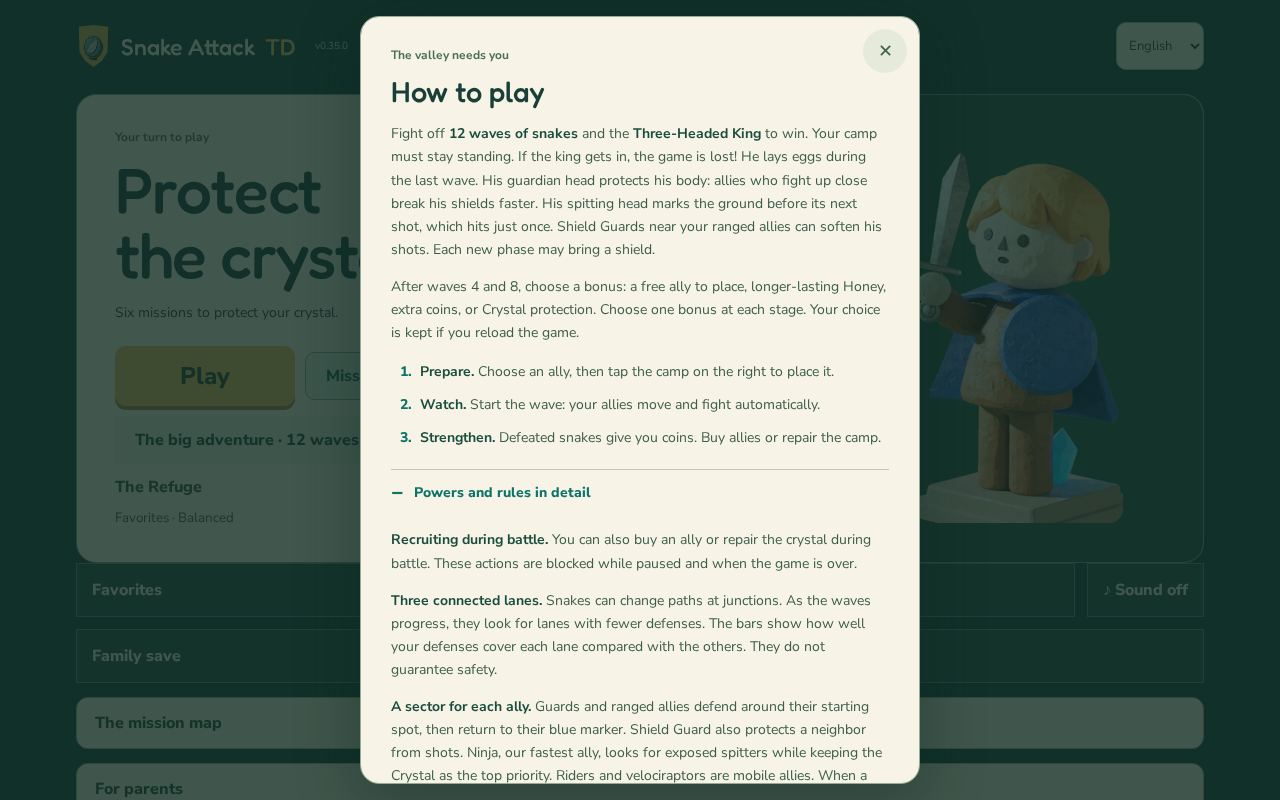 Snake Attack TD v0.35.0
English
Your turn to play
Protect
the cryst
Six missions to protect your crystal.
Play
Miss
The big adventure · 12 waves
The Refuge
Favorites · Balanced
Favorites
♪ Sound off
Family save
The mission map
For parents
The valley needs you
✕
How to play
Fight off 12 waves of snakes and the Three-Headed King to win. Your camp
must stay standing. If the king gets in, the game is lost! He lays eggs during
the last wave. His guardian head protects his body: allies who fight up close
break his shields faster. His spitting head marks the ground before its next
shot, which hits just once. Shield Guards near your ranged allies can soften his
shots. Each new phase may bring a shield.
After waves 4 and 8, choose a bonus: a free ally to place, longer-lasting Honey,
extra coins, or Crystal protection. Choose one bonus at each stage. Your choice
is kept if you reload the game.
1. Prepare. Choose an ally, then tap the camp on the right to place it.
2. Watch. Start the wave: your allies move and fight automatically.
3. Strengthen. Defeated snakes give you coins. Buy allies or repair the camp.
− Powers and rules in detail
Recruiting during battle. You can also buy an ally or repair the crystal during
battle. These actions are blocked while paused and when the game is over.
Three connected lanes. Snakes can change paths at junctions. As the waves
progress, they look for lanes with fewer defenses. The bars show how well
your defenses cover each lane compared with the others. They do not
guarantee safety.
A sector for each ally. Guards and ranged allies defend around their starting
spot, then return to their blue marker. Shield Guard also protects a neighbor
from shots. Ninja, our fastest ally, looks for exposed spitters while keeping the
Crystal as the top priority. Riders and velociraptors are mobile allies. When a